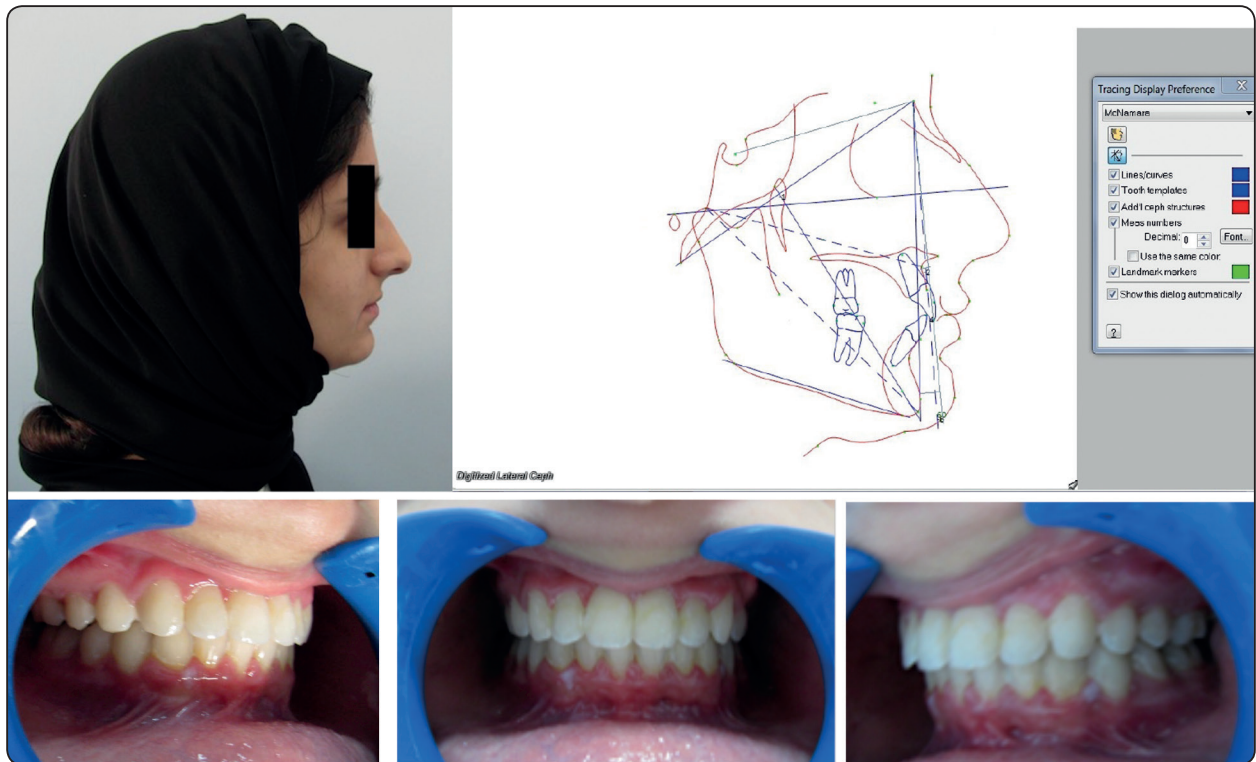 Tracing Display Preference
McNamara
Lines/curves
Tooth templates
Add'l ceph structures
Meas numbers
Decimal: 0 Font...
Use the same color.
Landmark markers
Show this dielog automatically
?
Digitized Lateral Ceph